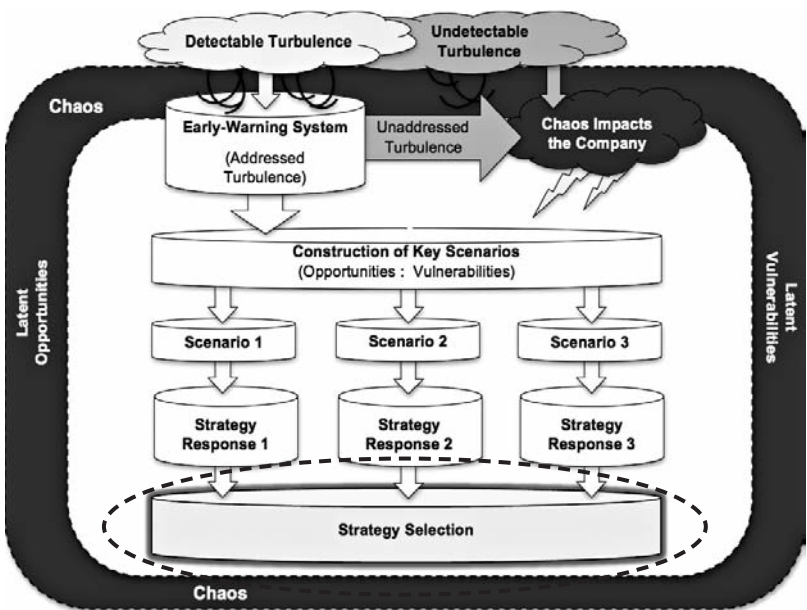 Detectable Turbulence
Undetectable
Turbulence
Chaos
Early-Warning System
(Addressed
Turbulence)
Unaddressed
Turbulence
Chaos Impacts
the Company
Construction of Key Scenarios
(Opportunities : Vulnerabilities)
Latent
Opportunities
Latent
Vulnerabilities
Scenario 1
Scenario 2
Scenario 3
Strategy
Response 1
Strategy
Response 2
Strategy
Response 3
Strategy Selection
Chaos